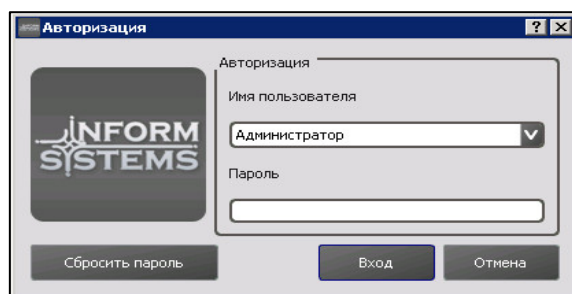 Авторизация
Авторизация
Имя пользователя
Администратор
Пароль
INFORM
SYSTEMS
Сбросить пароль
Вход
Отмена